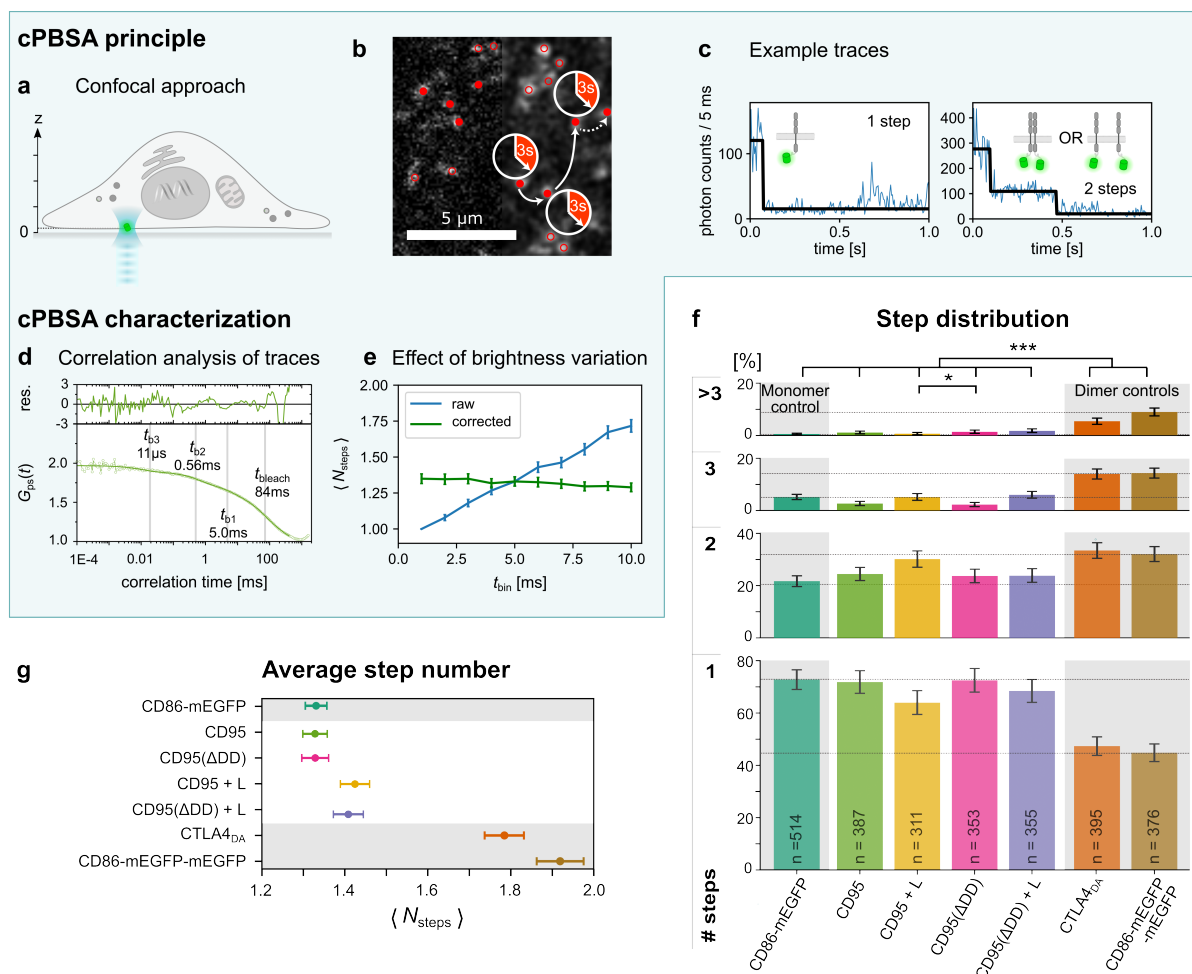 cPBSA principle
a
Confocal approach
z
0
b
3s
3s
3s
5 µm
c
Example traces
photon counts / 5 ms
100
0
1 step
0.0
0.5
1.0
time [s]
400
300
200
100
0
OR
2 steps
0.0
0.5
1.0
time [s]
cPBSA characterization
d
Correlation analysis of traces
res.
3
0
-3
G_ps(t)
2.0
1.5
1.0
t_b3
11µs
t_b2
0.56ms
t_bleach
84ms
t_b1
5.0ms
1E-4
0.01
1
100
correlation time [ms]
e
Effect of brightness variation
⟨ N_steps ⟩
2.00
1.75
1.50
1.25
1.00
raw
corrected
0.0
2.5
5.0
7.5
10.0
t_bin [ms]
f
Step distribution
[%]
***
*
>3
20
0
Monomer
control
Dimer controls
3
20
0
2
40
20
0
1
80
60
40
20
0
n =514
n = 387
n = 311
n = 353
n = 355
n = 395
n = 376
# steps
CD86-mEGFP
CD95
CD95 + L
CD95(ΔDD)
CD95(ΔDD) + L
CTLA4_DA
CD86-mEGFP
-mEGFP
g
Average step number
CD86-mEGFP
CD95
CD95(ΔDD)
CD95 + L
CD95(ΔDD) + L
CTLA4_DA
CD86-mEGFP-mEGFP
1.2
1.4
1.6
1.8
2.0
⟨ N_steps ⟩